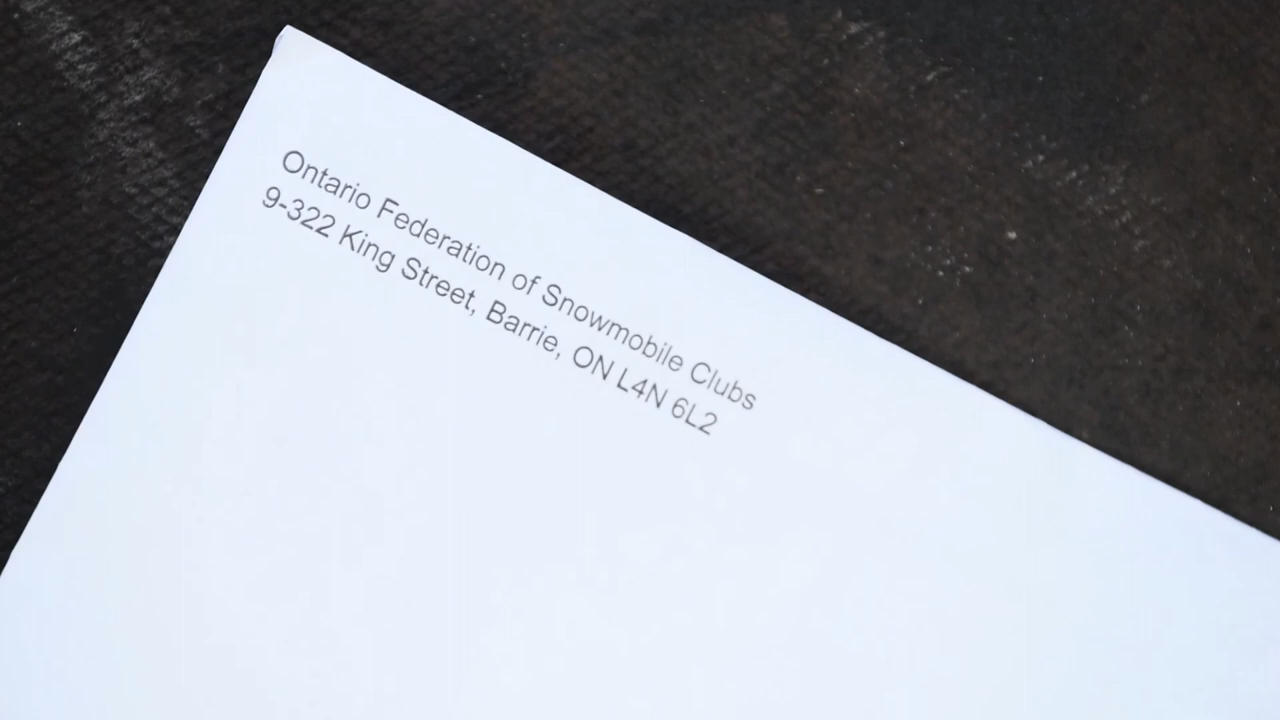 Ontario Federation of Snowmobile Clubs
9-322 King Street, Barrie, ON L4N 6L2